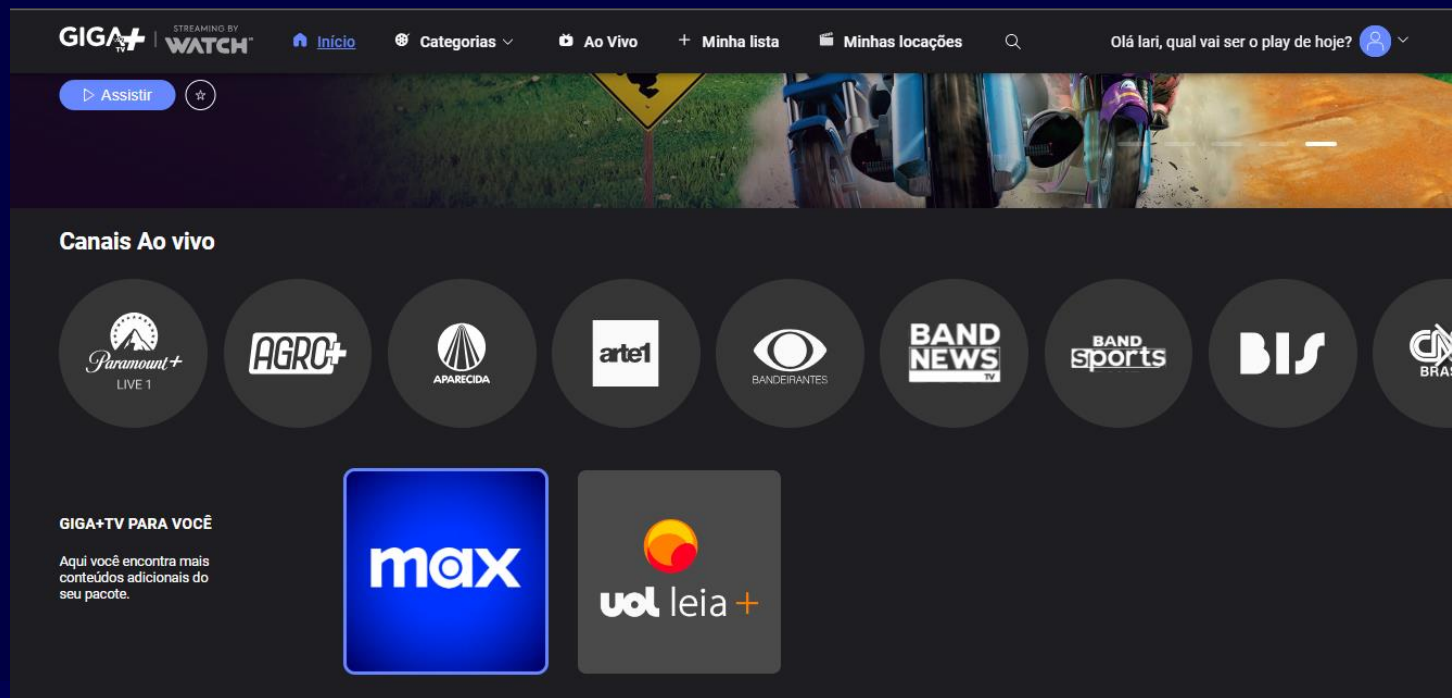 GIGA+ TV | STREAMING BY WATCH
Início
Categorias
Ao Vivo
+ Minha lista
Minhas locações
Olá lari, qual vai ser o play de hoje?
Assistir
Canais Ao vivo
Paramount+
LIVE 1
AGRO+
APARECIDA
arte1
BANDEIRANTES
BAND
NEWS
TV
BAND
sports
BIS
GIGA+TV PARA VOCÊ
Aqui você encontra mais
conteúdos adicionais do
seu pacote.
max
uol leia +